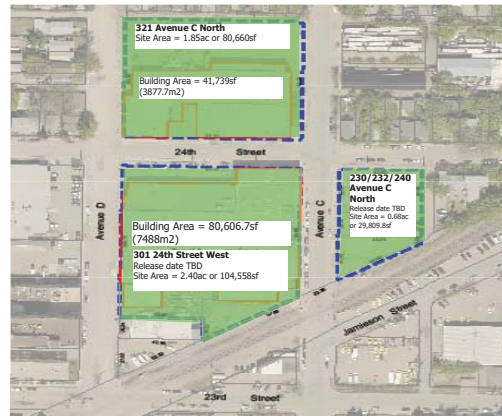 321 Avenue C North
Site Area = 1.85ac or 80,660sf
Building Area = 41,739sf
(3877.7m2)
24th Street
230/232/240
Avenue C
North
Release date TBD
Site Area = 0.68ac
or 29,809.8sf
Avenue D
Avenue C
Building Area = 80,606.7sf
(7488m2)
301 24th Street West
Release date TBD
Site Area = 2.40ac or 104,558sf
Jamieson Street
23rd Street